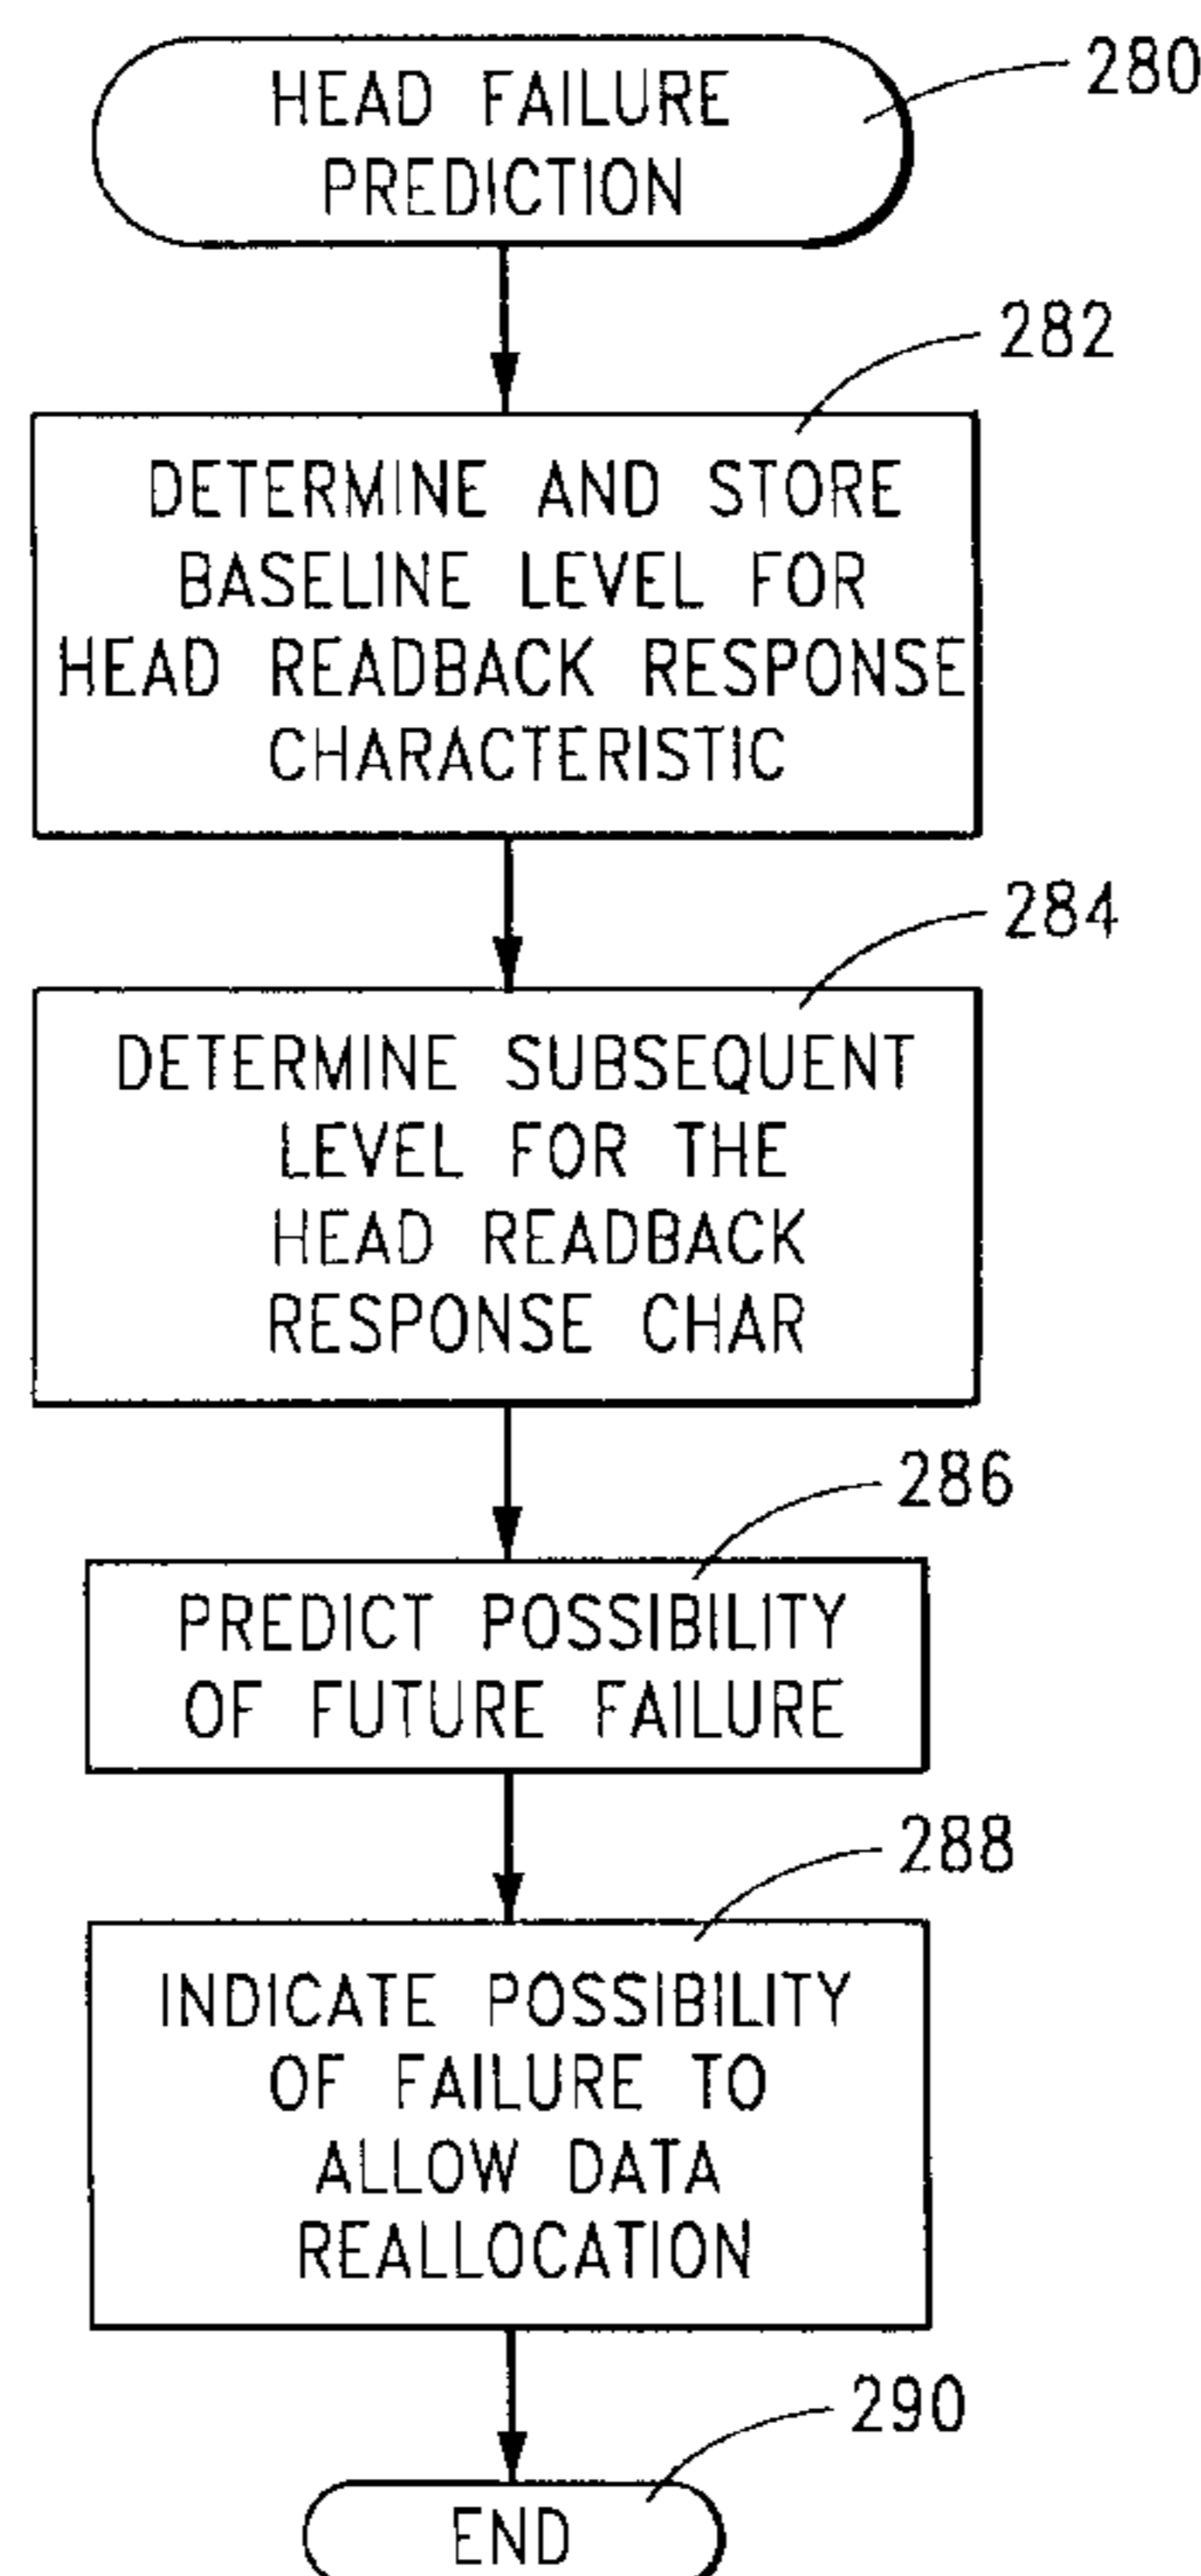 HEAD FAILURE
PREDICTION
280
282
DETERMINE AND STORE
BASELINE LEVEL FOR
HEAD READBACK RESPONSE
CHARACTERISTIC
284
DETERMINE SUBSEQUENT
LEVEL FOR THE
HEAD READBACK
RESPONSE CHAR
286
PREDICT POSSIBILITY
OF FUTURE FAILURE
288
INDICATE POSSIBILITY
OF FAILURE TO
ALLOW DATA
REALLOCATION
290
END